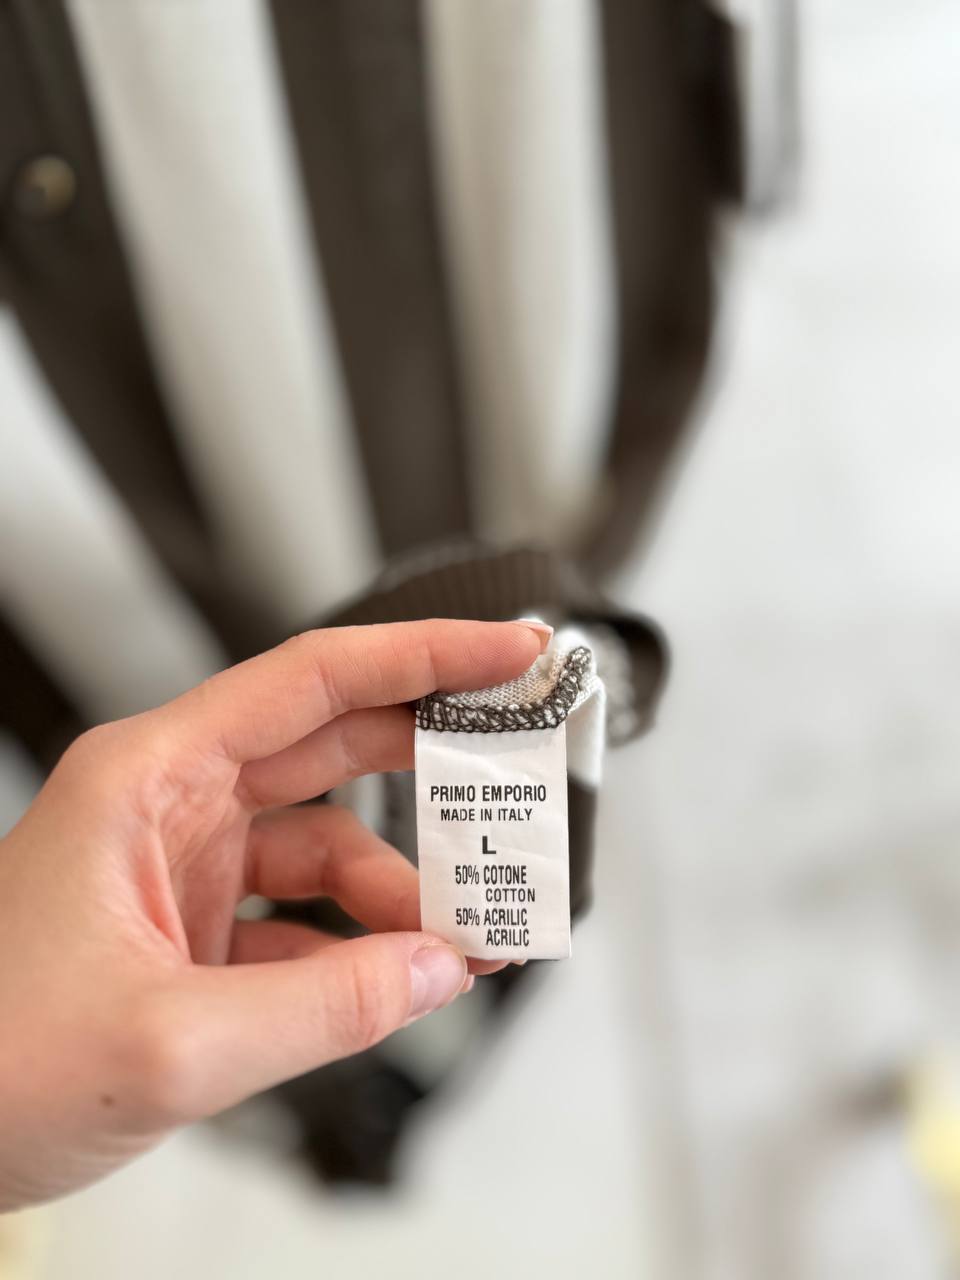 PRIMO EMPORIO
MADE IN ITALY
L
50% COTONE
COTTON
50% ACRILIC
ACRILIC